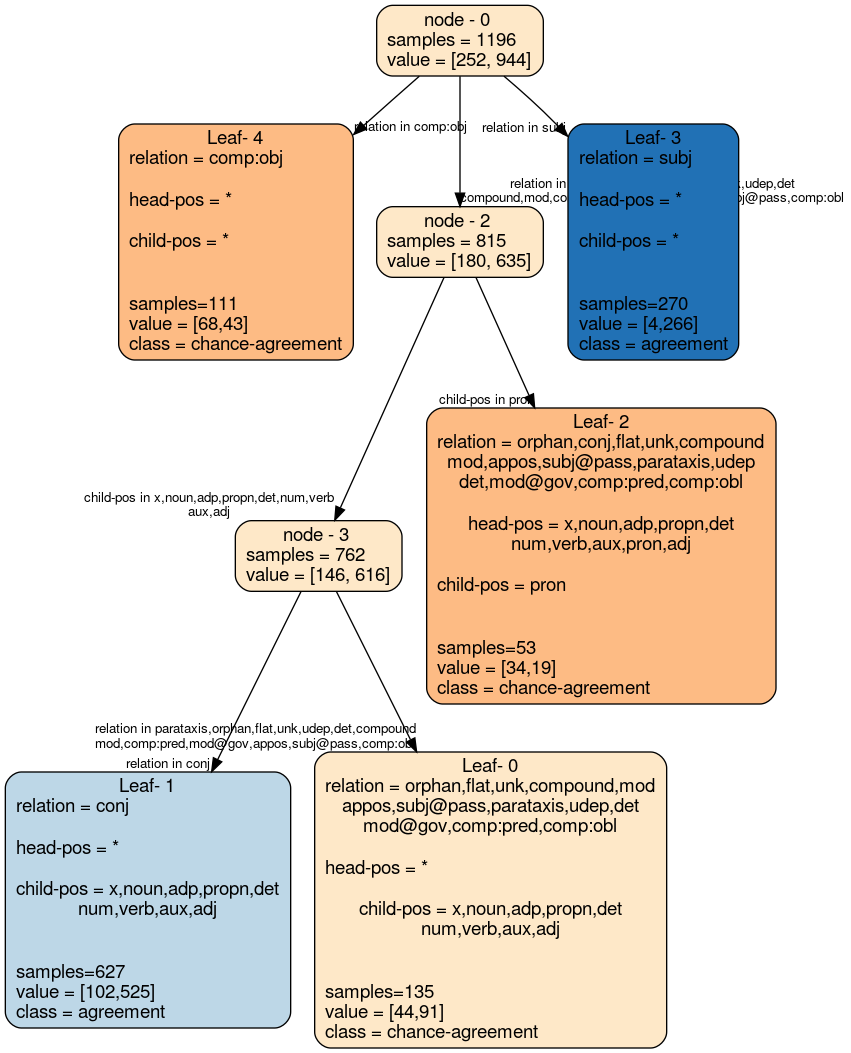 node - 0
samples = 1196
value = [252, 944]
relation in comp:obj
relation in subj
Leaf- 4
relation = comp:obj
head-pos = *
child-pos = *
samples=111
value = [68,43]
class = chance-agreement
relation in
,udep,det
compound,mod
bj@pass,comp:obl
node - 2
samples = 815
value = [180, 635]
Leaf- 3
relation = subj
head-pos = *
child-pos = *
samples=270
value = [4,266]
class = agreement
child-pos in pron
Leaf- 2
relation = orphan,conj,flat,unk,compound
mod,appos,subj@pass,parataxis,udep
det,mod@gov,comp:pred,comp:obl
head-pos = x,noun,adp,propn,det
num,verb,aux,pron,adj
child-pos = pron
samples=53
value = [34,19]
class = chance-agreement
child-pos in x,noun,adp,propn,det,num,verb
aux,adj
node - 3
samples = 762
value = [146, 616]
relation in parataxis,orphan,flat,unk,udep,det,compound
mod,comp:pred,mod@gov,appos,subj@pass,comp:obl
relation in conj
Leaf- 1
relation = conj
head-pos = *
child-pos = x,noun,adp,propn,det
num,verb,aux,adj
samples=627
value = [102,525]
class = agreement
Leaf- 0
relation = orphan,flat,unk,compound,mod
appos,subj@pass,parataxis,udep,det
mod@gov,comp:pred,comp:obl
head-pos = *
child-pos = x,noun,adp,propn,det
num,verb,aux,adj
samples=135
value = [44,91]
class = chance-agreement